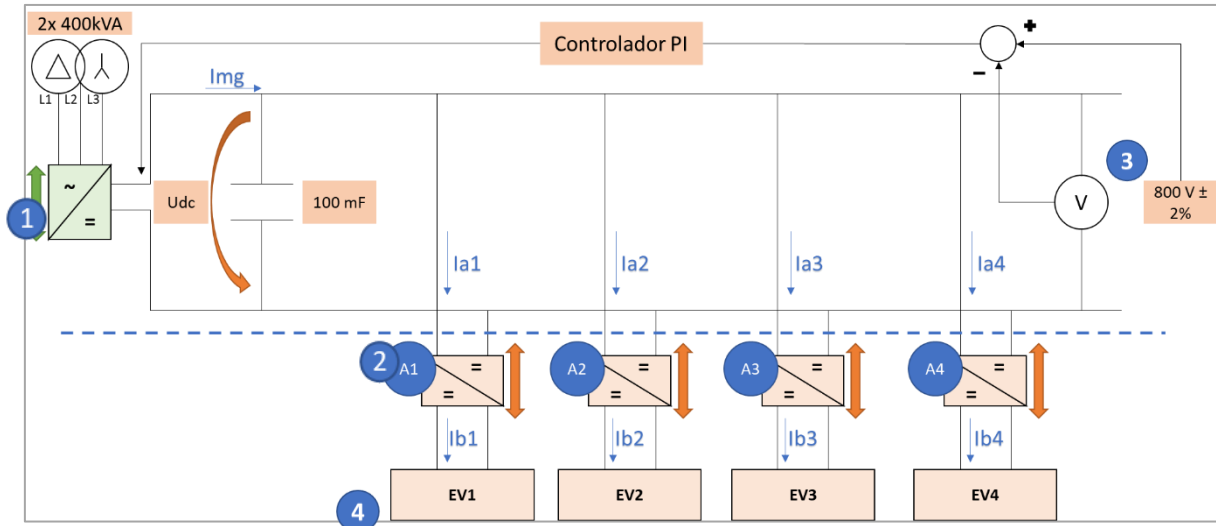 2x 400kVA
Controlador PI
+
−
L1 L2 L3
Img
~
=
1
Udc
100 mF
3
V
800 V ±
2%
Ia1
Ia2
Ia3
Ia4
2
A1
=
=
A2
=
=
A3
=
=
A4
=
=
Ib1
Ib2
Ib3
Ib4
4
EV1
EV2
EV3
EV4